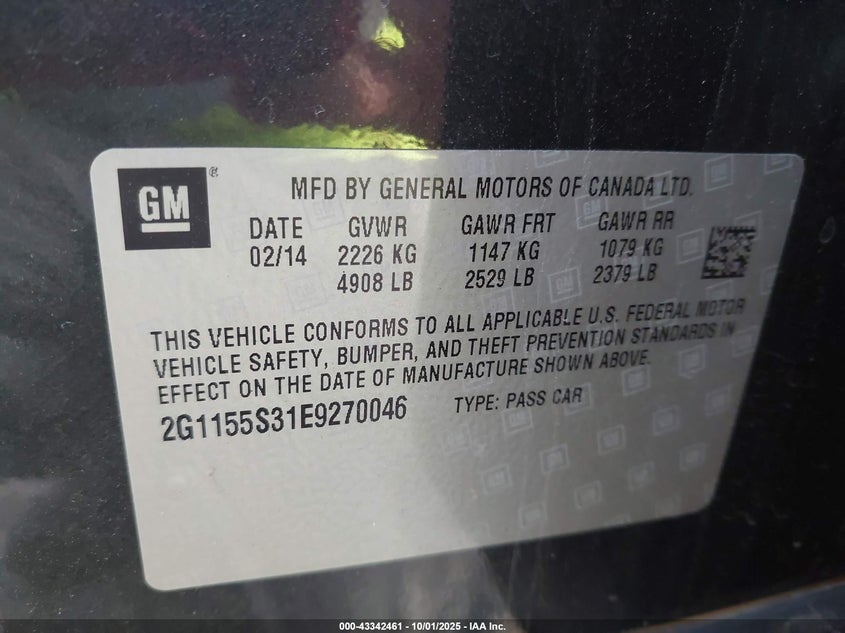 GM®
MFD BY GENERAL MOTORS OF CANADA LTD.
DATE GVWR GAWR FRT GAWR RR
02/14 2226 KG 1147 KG 1079 KG
4908 LB 2529 LB 2379 LB
THIS VEHICLE CONFORMS TO ALL APPLICABLE U.S. FEDERAL MOTOR
VEHICLE SAFETY, BUMPER, AND THEFT PREVENTION STANDARDS IN
EFFECT ON THE DATE OF MANUFACTURE SHOWN ABOVE.
2G1155S31E9270046 TYPE: PASS CAR
000-43342461 - 10/01/2025 - IAA Inc.